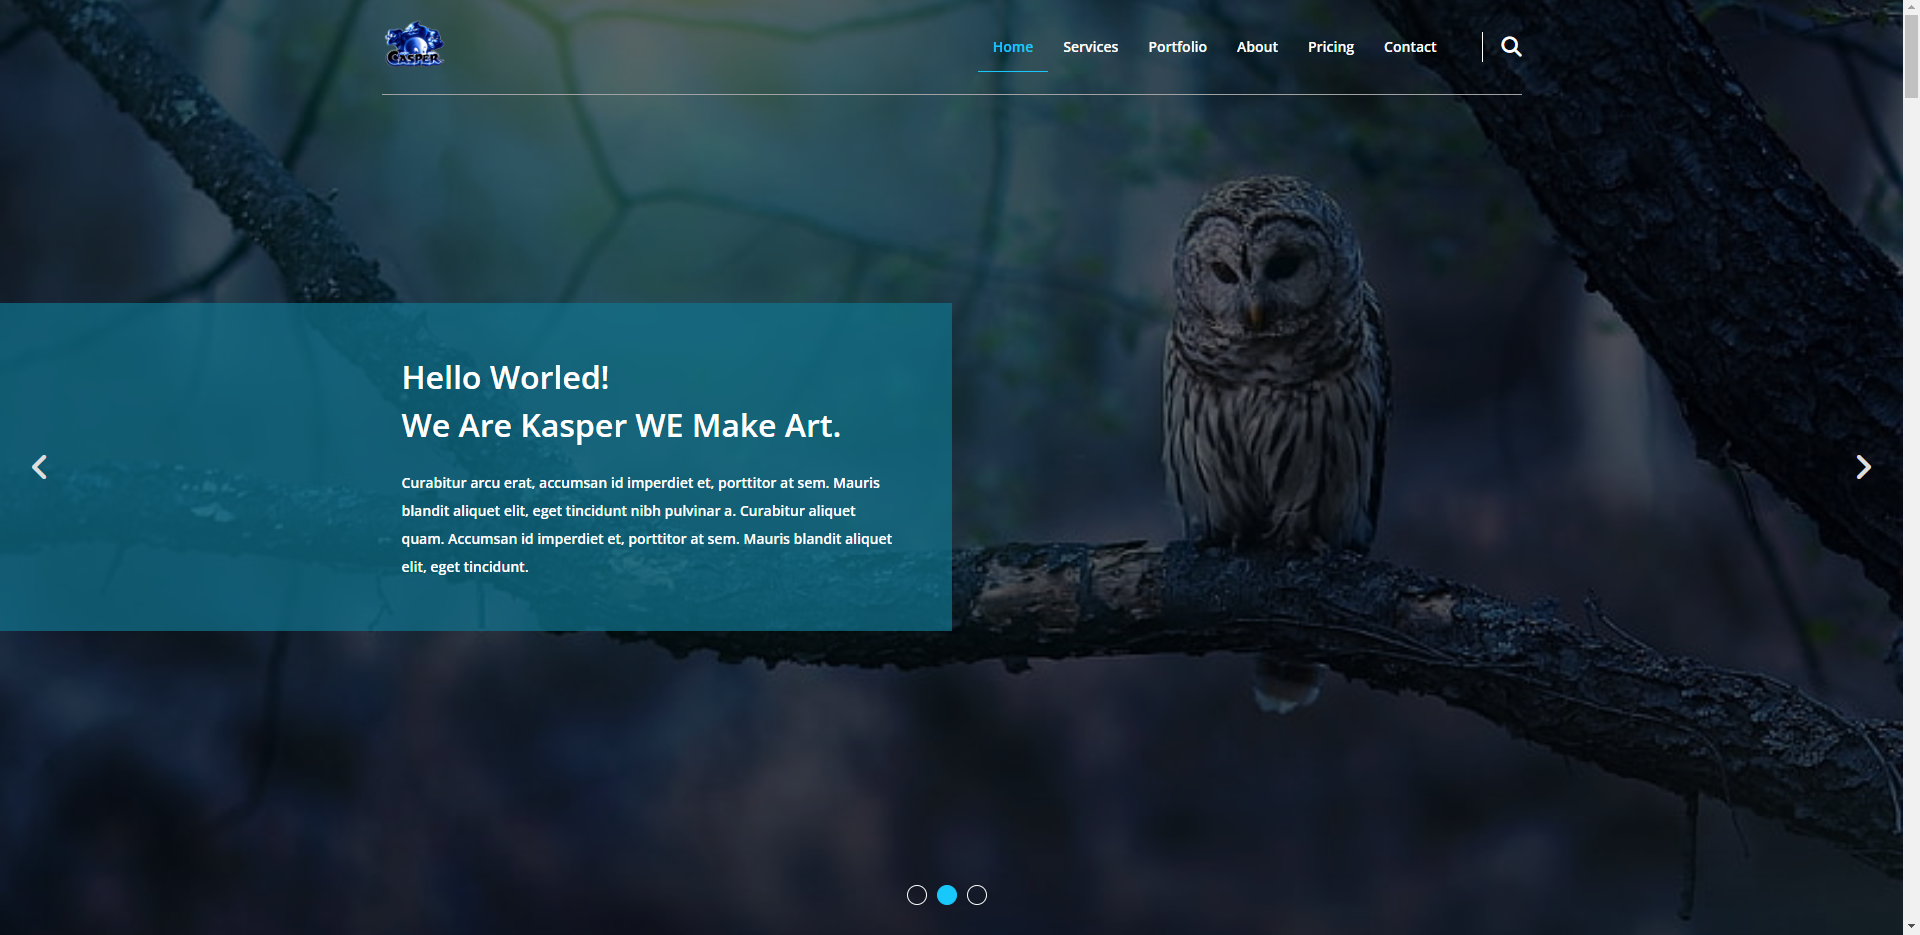 CASPER
Home Services Portfolio About Pricing Contact
Hello Worled!
We Are Kasper WE Make Art.
Curabitur arcu erat, accumsan id imperdiet et, porttitor at sem. Mauris
blandit aliquet elit, eget tincidunt nibh pulvinar a. Curabitur aliquet
quam. Accumsan id imperdiet et, porttitor at sem. Mauris blandit aliquet
elit, eget tincidunt.